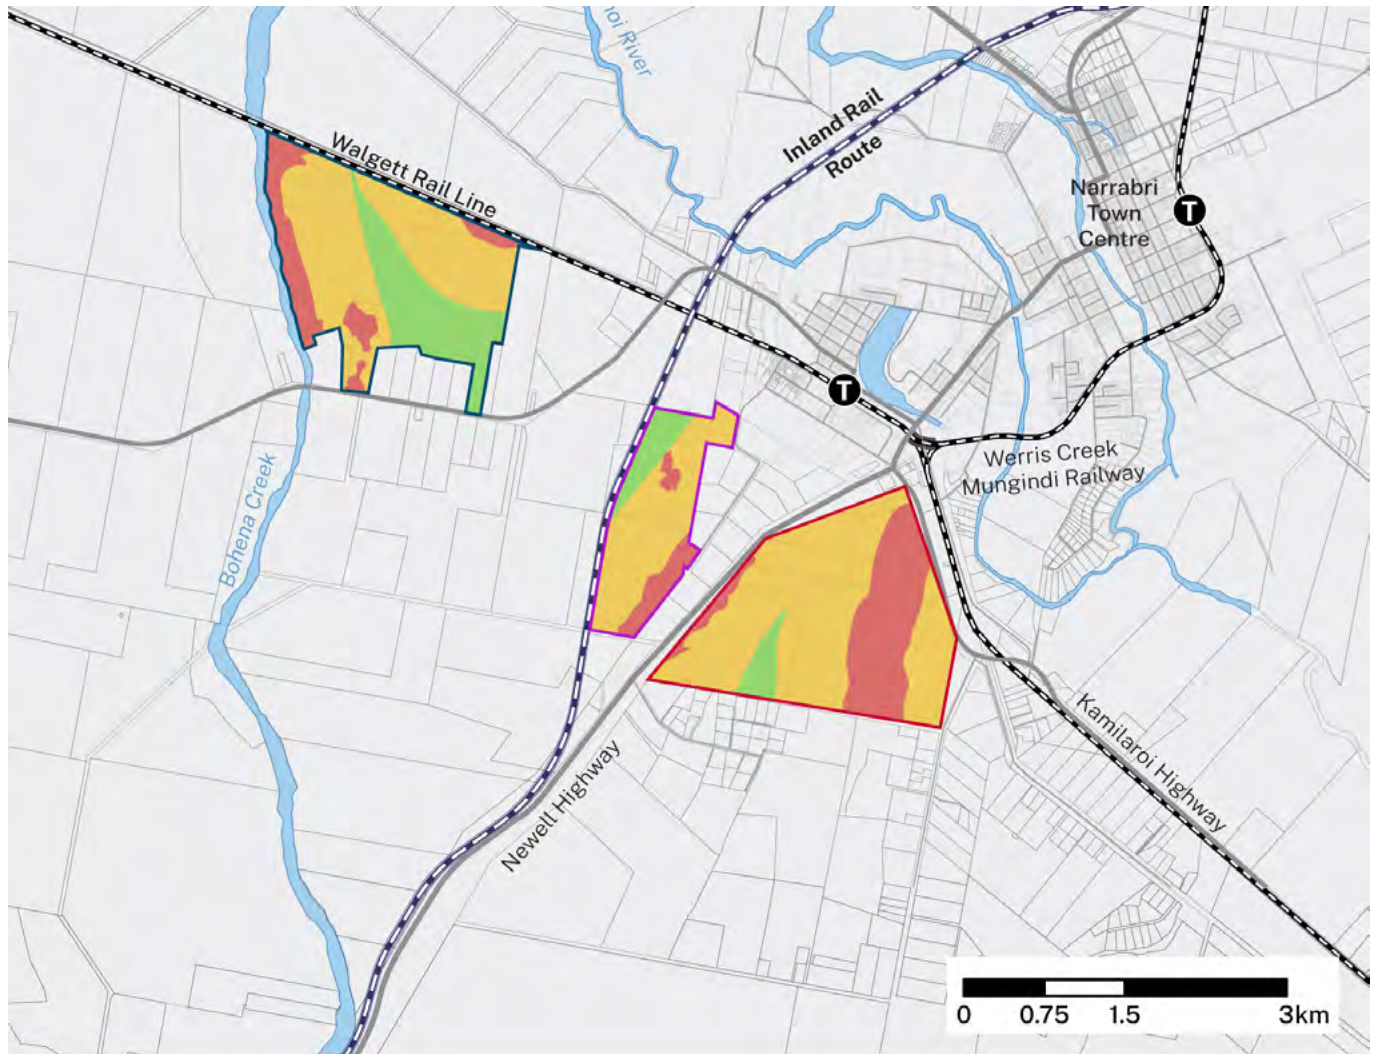 River
Inland Rail
Route
Walgett Rail Line
Narrabri
Town
Centre
T
T
Werris Creek
Mungindi Railway
Bohena Creek
Kamilaroi Highway
Newell Highway
0 0.75 1.5 3km